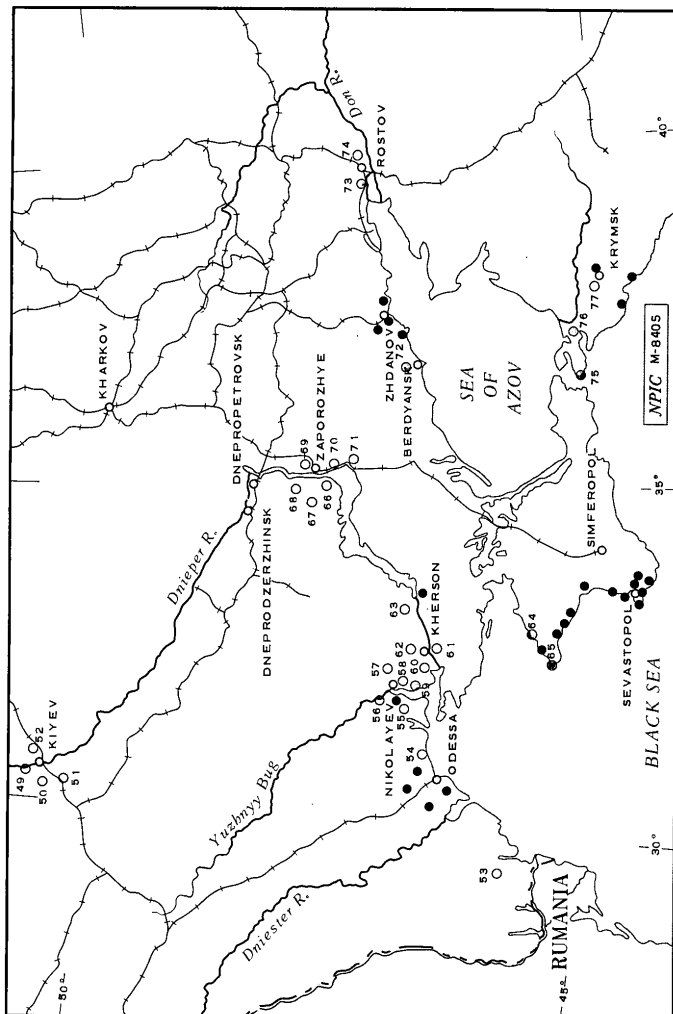 49
52
50
KIYEV
51
50°
KHARKOV
Dnieper R.
Yuzhnyy Bug
DNEPROPETROVSK
DNEPRODZERZHINSK
Dniester R.
68
69
67
ZAPOROZHYE
66
70
71
Don R.
74
73
ROSTOV
56
57
63
NIKOLAYEV
55
58
62
60
59
KHERSON
61
54
ODESSA
ZHDANOV
72
BERDYANSK
SEA
OF
AZOV
53
64
65
RUMANIA
45°
SIMFEROPOL
SEVASTOPOL
76
75
77
KRYMSK
BLACK SEA
30°
35°
40°
NPIC M-8405